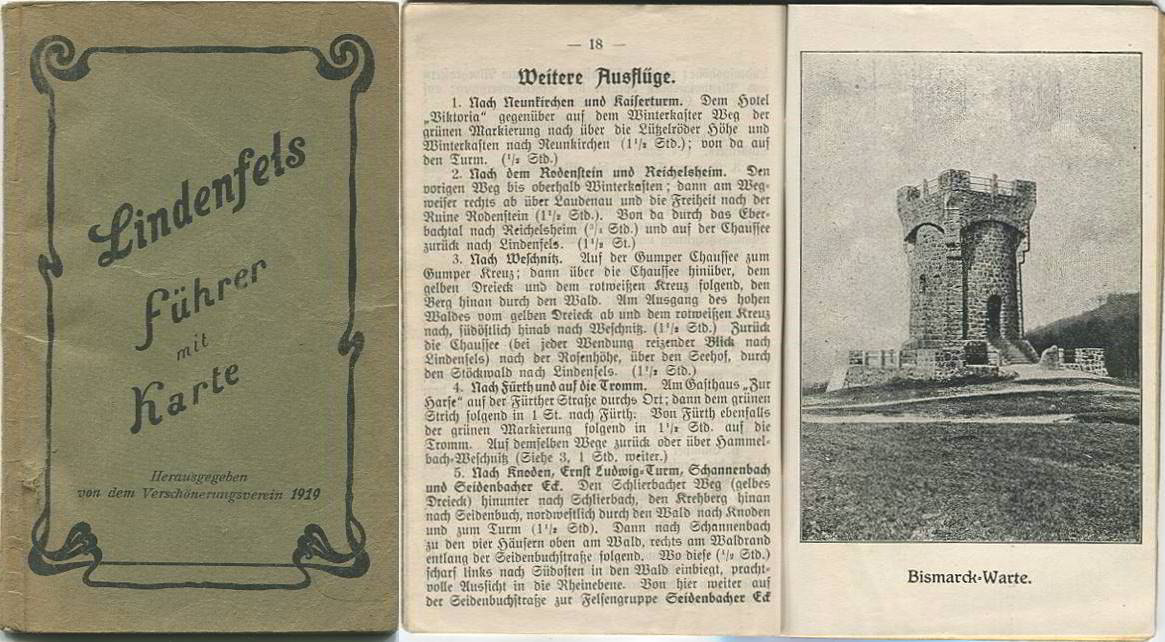 Lindenfels
Führer
mit
Karte
Herausgegeben
von dem Verschönerungsverein 1919
— 18 —
Weitere Ausflüge.
1. Nach Neunkirchen und Kaiserturm. Dem Hotel
„Viktoria“ gegenüber auf dem Winterkaster Weg der
grünen Markierung nach über die Lützelröder Höhe und
Winterkasten nach Neunkirchen (1¹/₂ Std.); von da auf
den Turm. (¹/₂ Std.)
2. Nach dem Rodenstein und Reichelsheim. Den
vorigen Weg bis oberhalb Winterkasten; dann am Weg-
weiser rechts ab über Laudenau und die Freiheit nach der
Ruine Rodenstein (1¹/₂ Std.). Von da durch das Eber-
bachtal nach Reichelsheim (³/₄ Std.) und auf der Chaussee
zurück nach Lindenfels. (1¹/₂ St.)
3. Nach Weschnitz. Auf der Gumper Chaussee zum
Gumper Kreuz; dann über die Chaussee hinüber, dem
gelben Dreieck und dem rotweißen Kreuz folgend, den
Berg hinan durch den Wald. Am Ausgang des hohen
Waldes vom gelben Dreieck ab und dem rotweißen Kreuz
nach, südöstlich hinab nach Weschnitz. (1¹/₂ Std.) Zurück
die Chaussee (bei jeder Wendung reizender Blick nach
Lindenfels) nach der Rosenhöhe, über den Seehof, durch
den Stöckwald nach Lindenfels. (1¹/₂ Std.)
4. Nach Fürth und auf die Tromm. Am Gasthaus „Zur
Harfe“ auf der Fürther Straße durchs Ort; dann dem grünen
Strich folgend in 1 St. nach Fürth. Von Fürth ebenfalls
der grünen Markierung folgend in 1¹/₂ Std. auf die
Tromm. Auf demselben Wege zurück oder über Hammel-
bach-Weschnitz (Siehe 3, 1 Std. weiter.)
5. Nach Knoden, Ernst Ludwig-Turm, Schannenbach
und Seidenbacher Eck. Den Schlierbacher Weg (gelbes
Dreieck) hinunter nach Schlierbach, den Krehberg hinan
nach Seidenbuch, nordwestlich durch den Wald nach Knoden
und zum Turm (1¹/₂ Std). Dann nach Schannenbach
zu den vier Häusern oben am Wald, rechts am Waldrand
entlang der Seidenbuchstraße folgend. Wo diese (¹/₂ Std.)
scharf links nach Südosten in den Wald einbiegt, pracht-
volle Aussicht in die Rheinebene. Von hier weiter auf
der Seidenbuchstraße zur Felsengruppe Seidenbacher Eck
Bismarck-Warte.